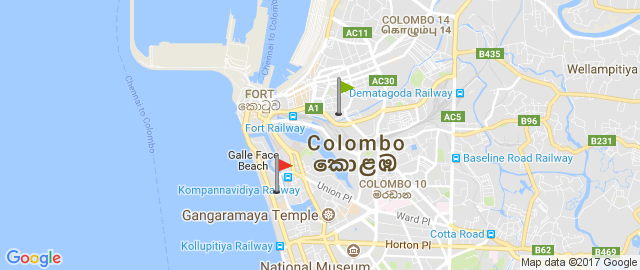 COLOMBO 14
கொழும்பு 14
AC11
B435
Wellampitiya
Chennai to Colombo
Chennai to Colombo
FORT
කොටුව
AC30
Dematagoda Railway
A1
AC5
B96
Fort Railway
B231
Colombo
කොළඹ
Galle Face
Beach
Baseline Road Railway
Kompannavidiya Railway
COLOMBO 10
මරදාන
Union Pl
Gangaramaya Temple
Ward Pl
Cotta Road
Kollupitiya Railway
Horton Pl
B62
B469
National Museum
Google
Map data ©2017 Google